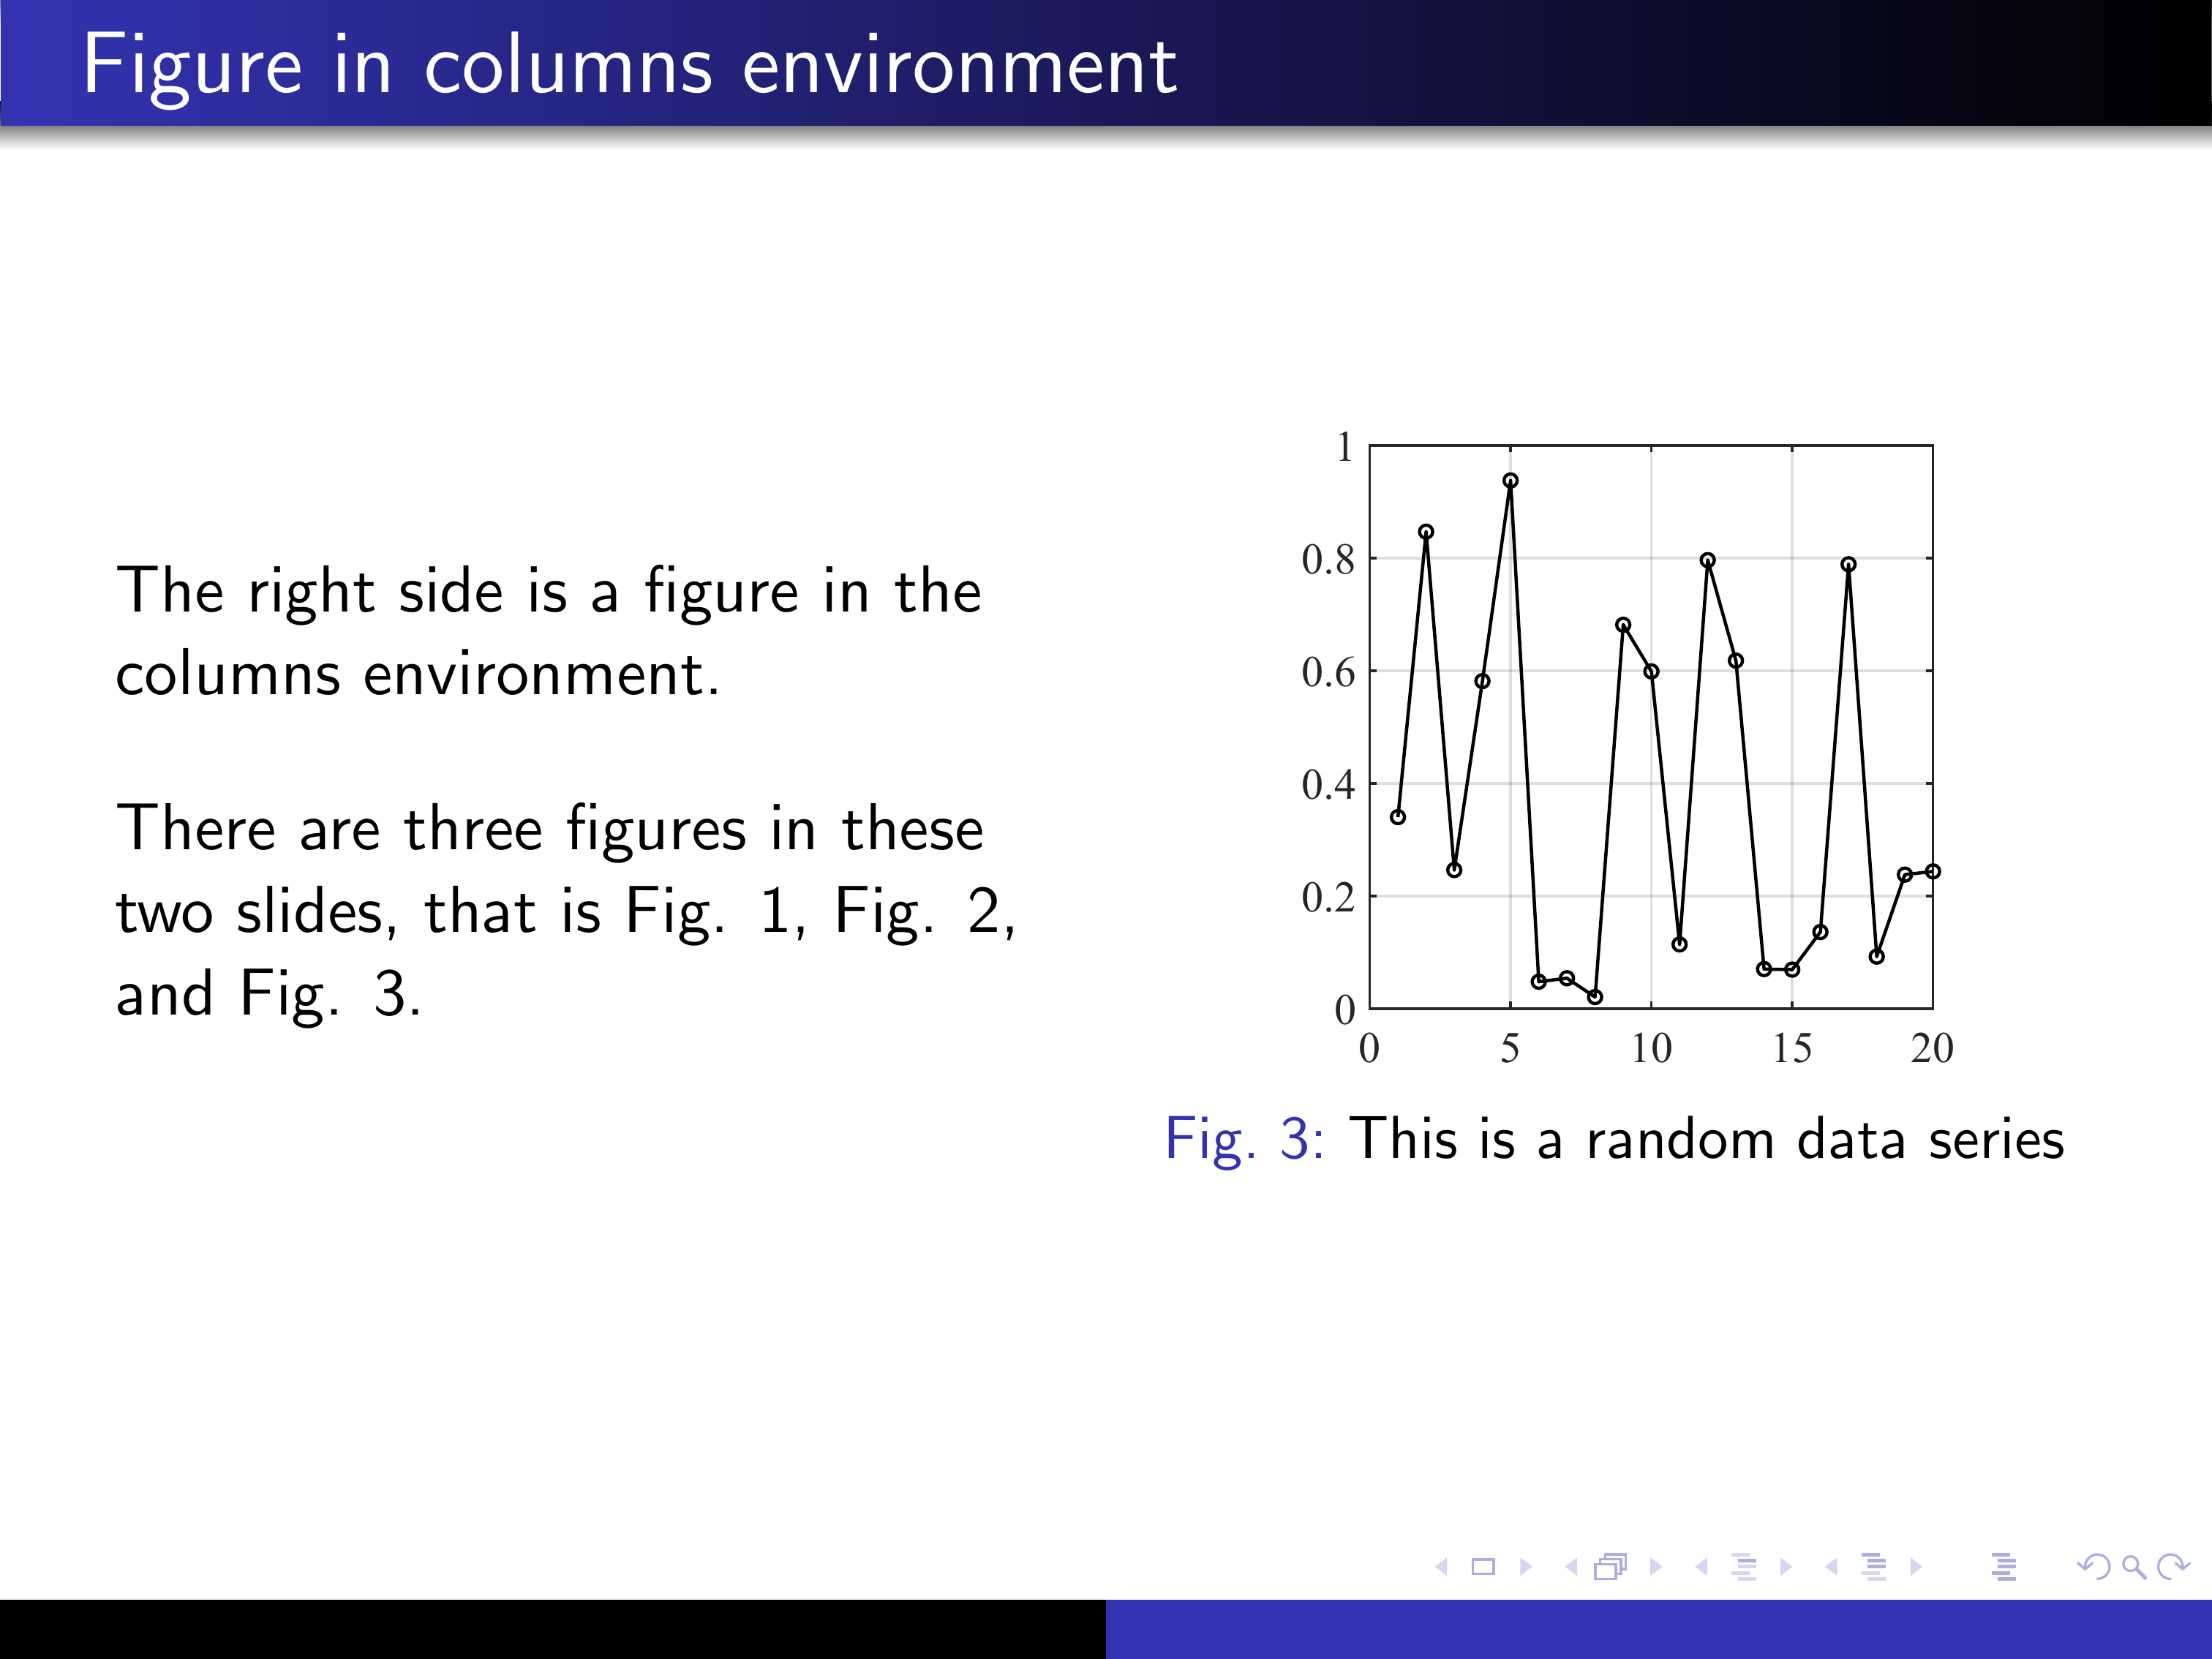 Figure in columns environment
The right side is a figure in the
columns environment.
There are three figures in these
two slides, that is Fig. 1, Fig. 2,
and Fig. 3.
1
0.8
0.6
0.4
0.2
0
0 5 10 15 20
Fig. 3: This is a random data series